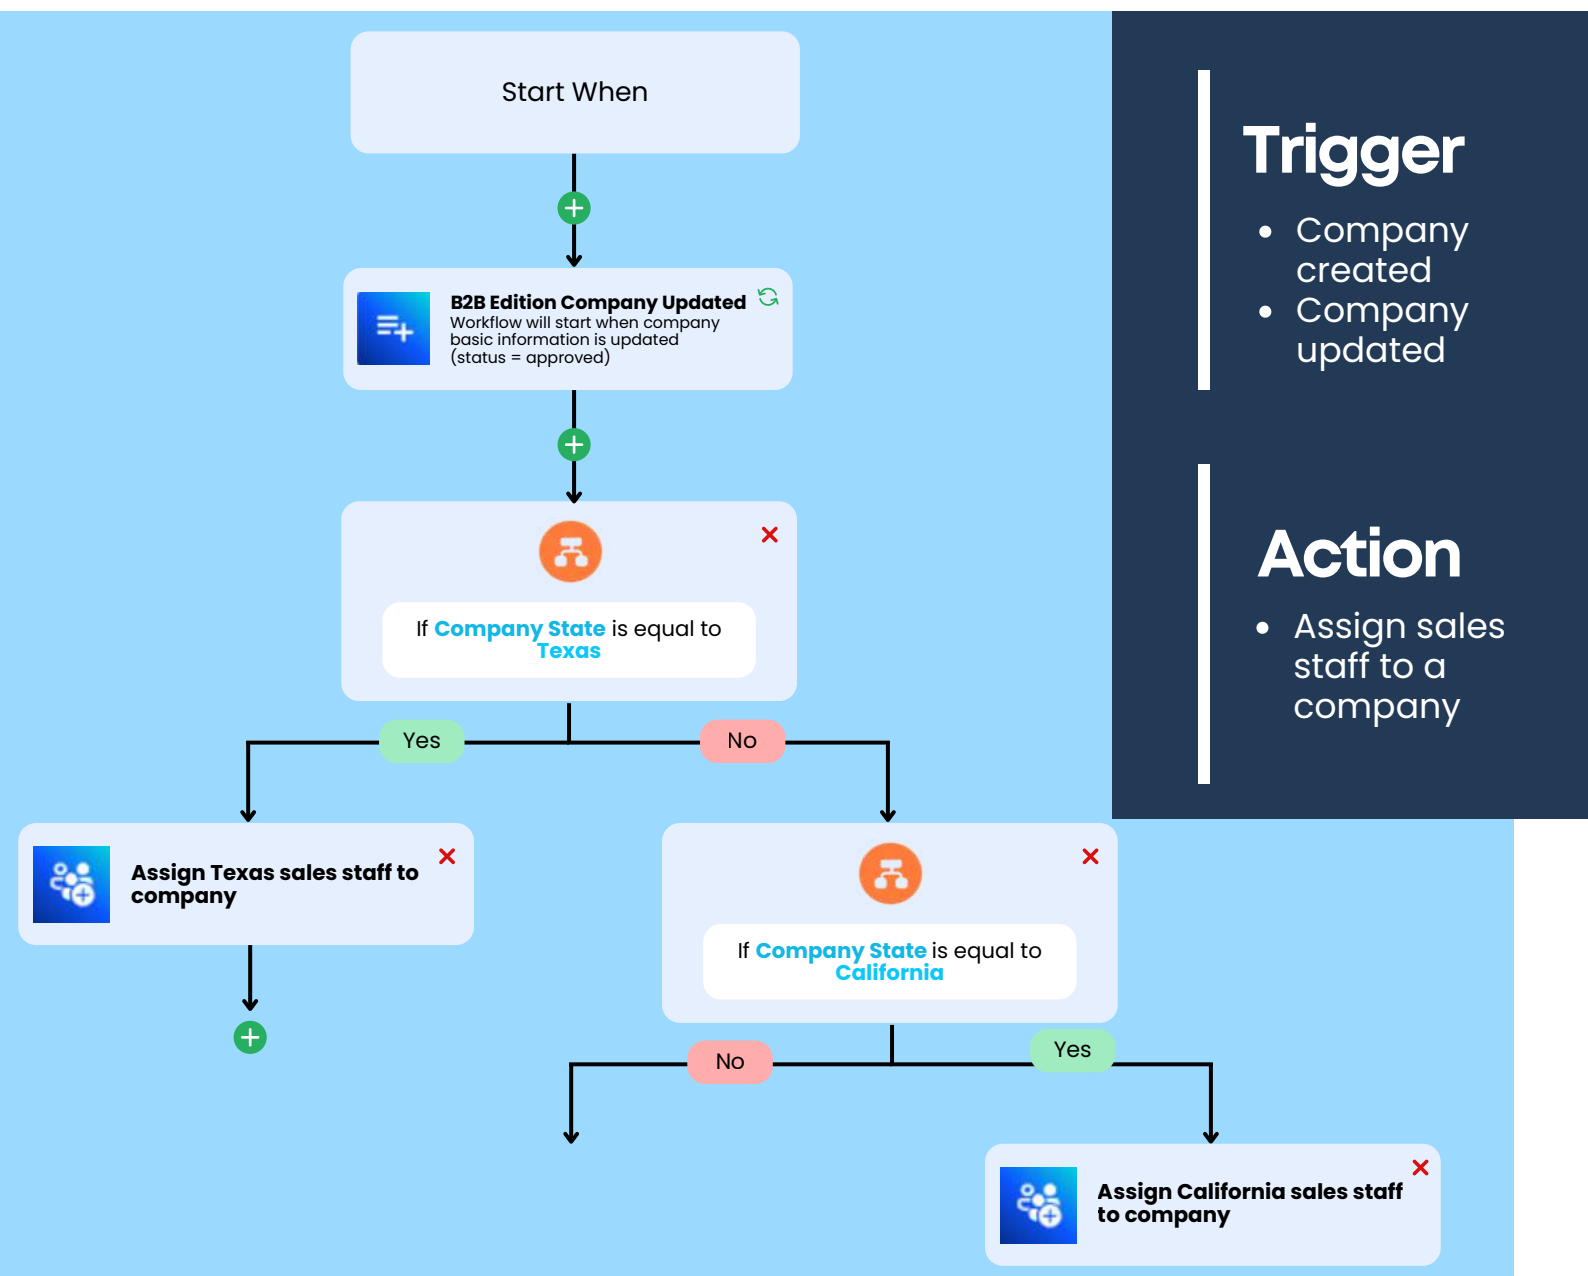 Start When
B2B Edition Company Updated
Workflow will start when company
basic information is updated
(status = approved)
If Company State is equal to
Texas
Yes
No
Assign Texas sales staff to
company
If Company State is equal to
California
No
Yes
Assign California sales staff
to company
Trigger
• Company
created
• Company
updated
Action
• Assign sales
staff to a
company